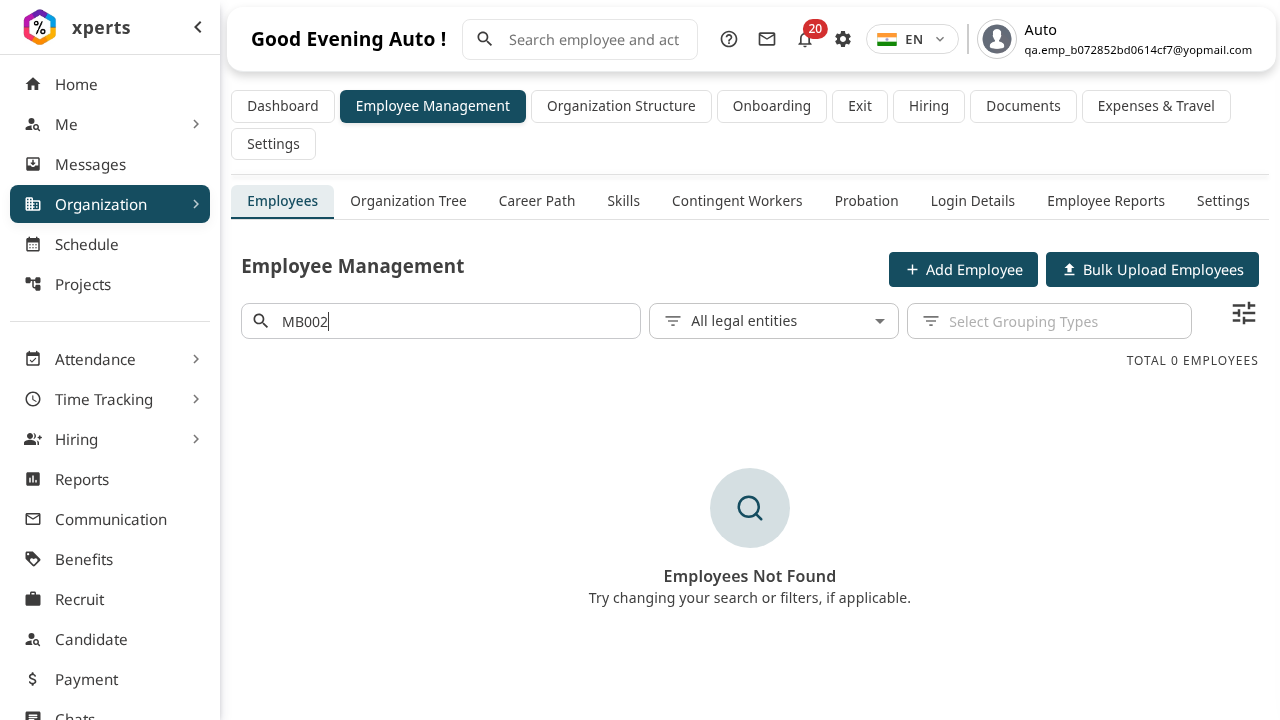 xperts
Good Evening Auto !
Search employee and act
20
EN
Auto
qa.emp_b072852bd0614cf7@yopmail.com
Home
Me
Messages
Organization
Schedule
Projects
Attendance
Time Tracking
Hiring
Reports
Communication
Benefits
Recruit
Candidate
Payment
Chats
Dashboard
Employee Management
Organization Structure
Onboarding
Exit
Hiring
Documents
Expenses & Travel
Settings
Employees
Organization Tree
Career Path
Skills
Contingent Workers
Probation
Login Details
Employee Reports
Settings
Employee Management
Add Employee
Bulk Upload Employees
MB002
All legal entities
Select Grouping Types
TOTAL 0 EMPLOYEES
Employees Not Found
Try changing your search or filters, if applicable.